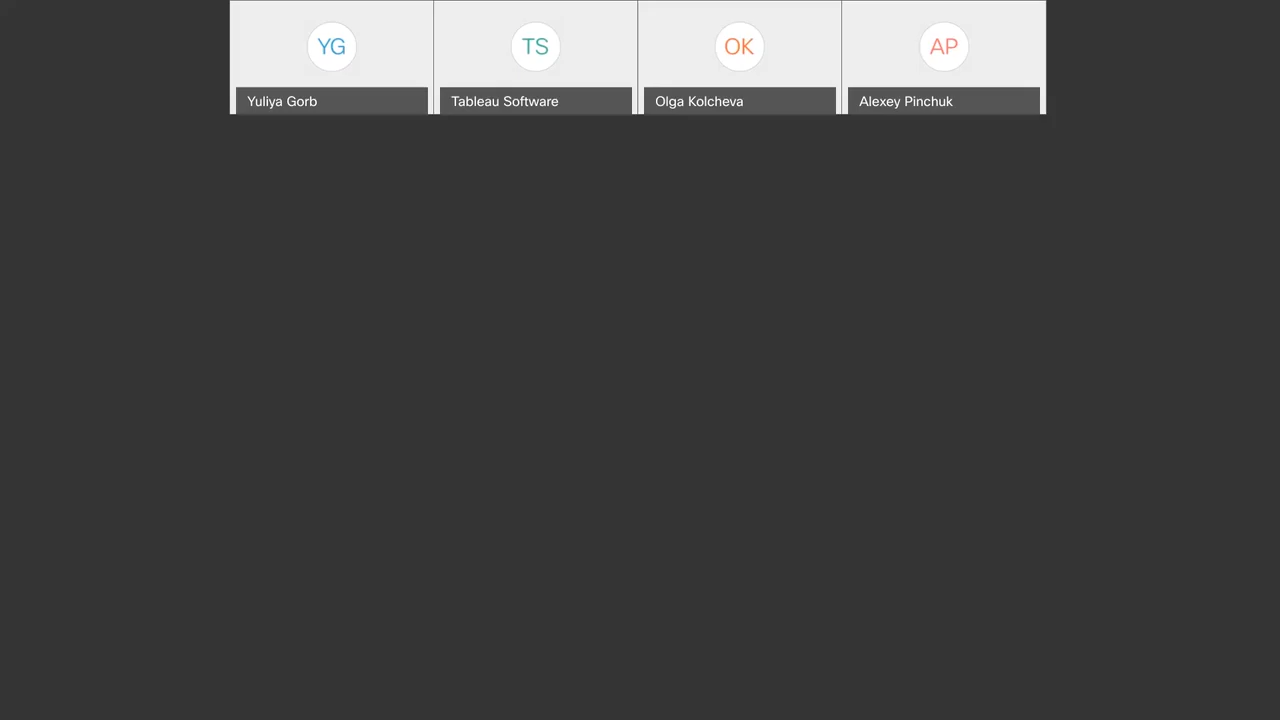 YG
TS
OK
AP
Yuliya Gorb
Tableau Software
Olga Kolcheva
Alexey Pinchuk